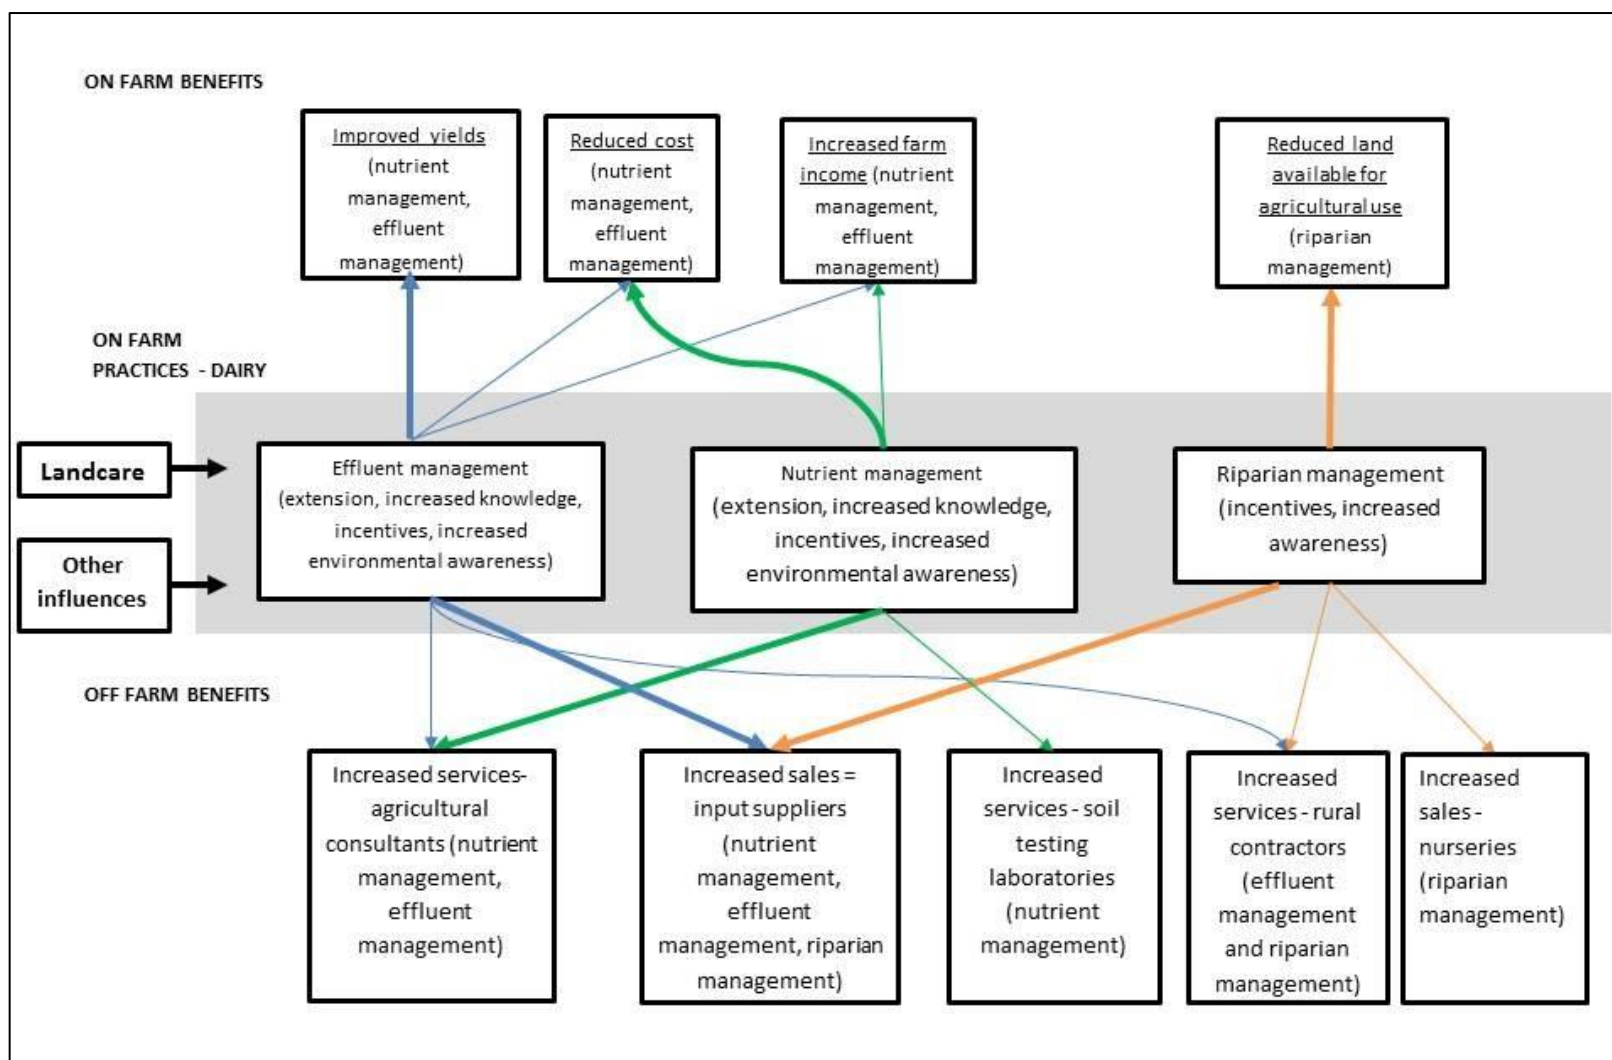 ON FARM BENEFITS
Improved yields
(nutrient
management,
effluent
management)
Reduced cost
(nutrient
management,
effluent
management)
Increased farm
income (nutrient
management,
effluent
management)
Reduced land
available for
agricultural use
(riparian
management)
ON FARM
PRACTICES - DAIRY
Landcare
Other
influences
Effluent management
(extension, increased knowledge,
incentives, increased
environmental awareness)
Nutrient management
(extension, increased knowledge,
incentives, increased
environmental awareness)
Riparian management
(incentives, increased
awareness)
OFF FARM BENEFITS
Increased services-
agricultural
consultants (nutrient
management,
effluent
management)
Increased sales =
input suppliers
(nutrient
management,
effluent
management, riparian
management)
Increased
services - soil
testing
laboratories
(nutrient
management)
Increased
services - rural
contractors
(effluent
management
and riparian
management)
Increased
sales -
nurseries
(riparian
management)